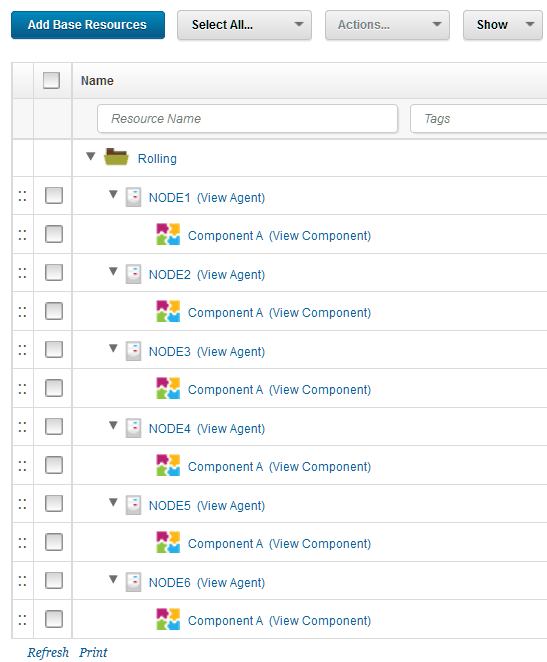 Add Base Resources Select All... Actions... Show
Name
Resource Name Tags
Rolling
NODE1 (View Agent)
Component A (View Component)
NODE2 (View Agent)
Component A (View Component)
NODE3 (View Agent)
Component A (View Component)
NODE4 (View Agent)
Component A (View Component)
NODE5 (View Agent)
Component A (View Component)
NODE6 (View Agent)
Component A (View Component)
Refresh Print